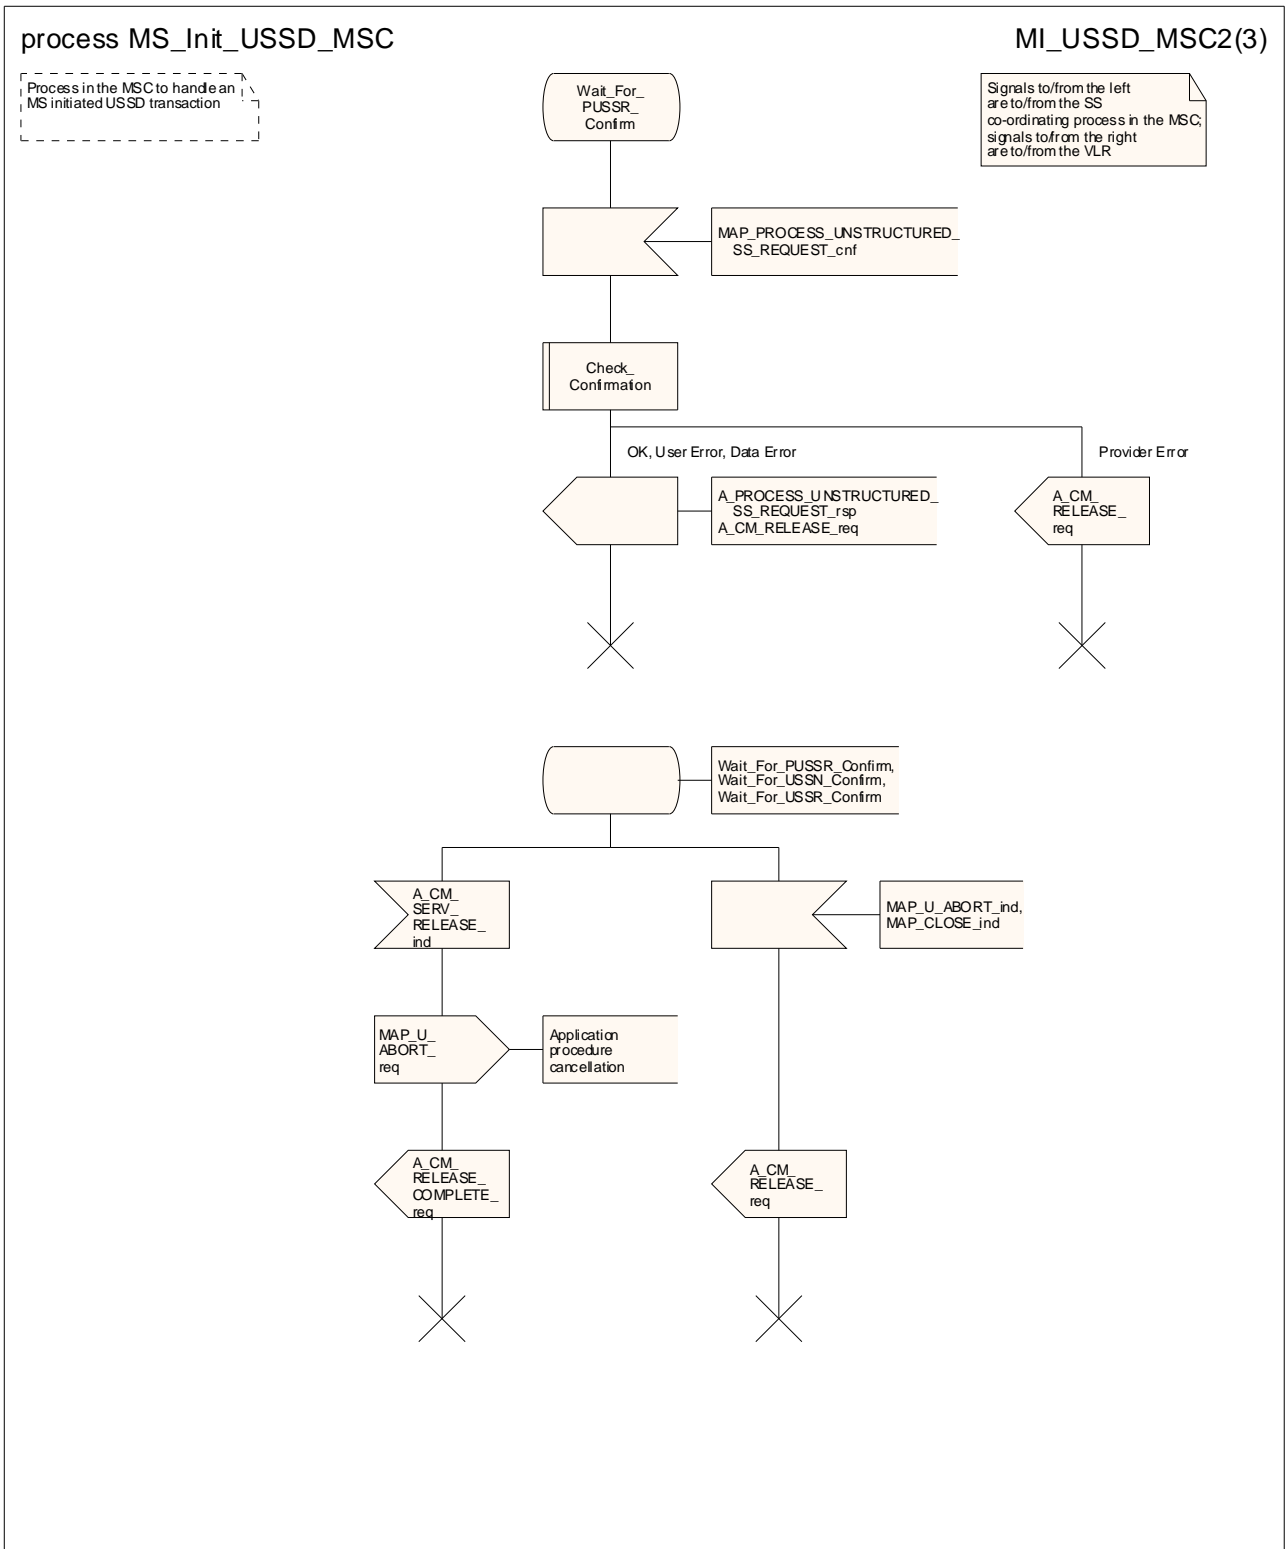 process MS_Init_USSD_MSC
MI_USSD_MSC2(3)
Process in the MSC to handle an
MS initiated USSD transaction
Signals to/from the left
are to/from the SS
co-ordinating process in the MSC;
signals to/from the right
are to/from the VLR
Wait_For_
PUSSR_
Confirm
MAP_PROCESS_UNSTRUCTURED_
SS_REQUEST_cnf
Check_
Confirmation
OK, User Error, Data Error
Provider Error
A_PROCESS_UNSTRUCTURED_
SS_REQUEST_rsp
A_CM_RELEASE_req
A_CM_
RELEASE_
req
Wait_For_PUSSR_Confirm,
Wait_For_USSN_Confirm,
Wait_For_USSR_Confirm
A_CM_
SERV_
RELEASE_
ind
MAP_U_ABORT_ind,
MAP_CLOSE_ind
MAP_U_
ABORT_
req
Application
procedure
cancellation
A_CM_
RELEASE_
COMPLETE_
req
A_CM_
RELEASE_
req